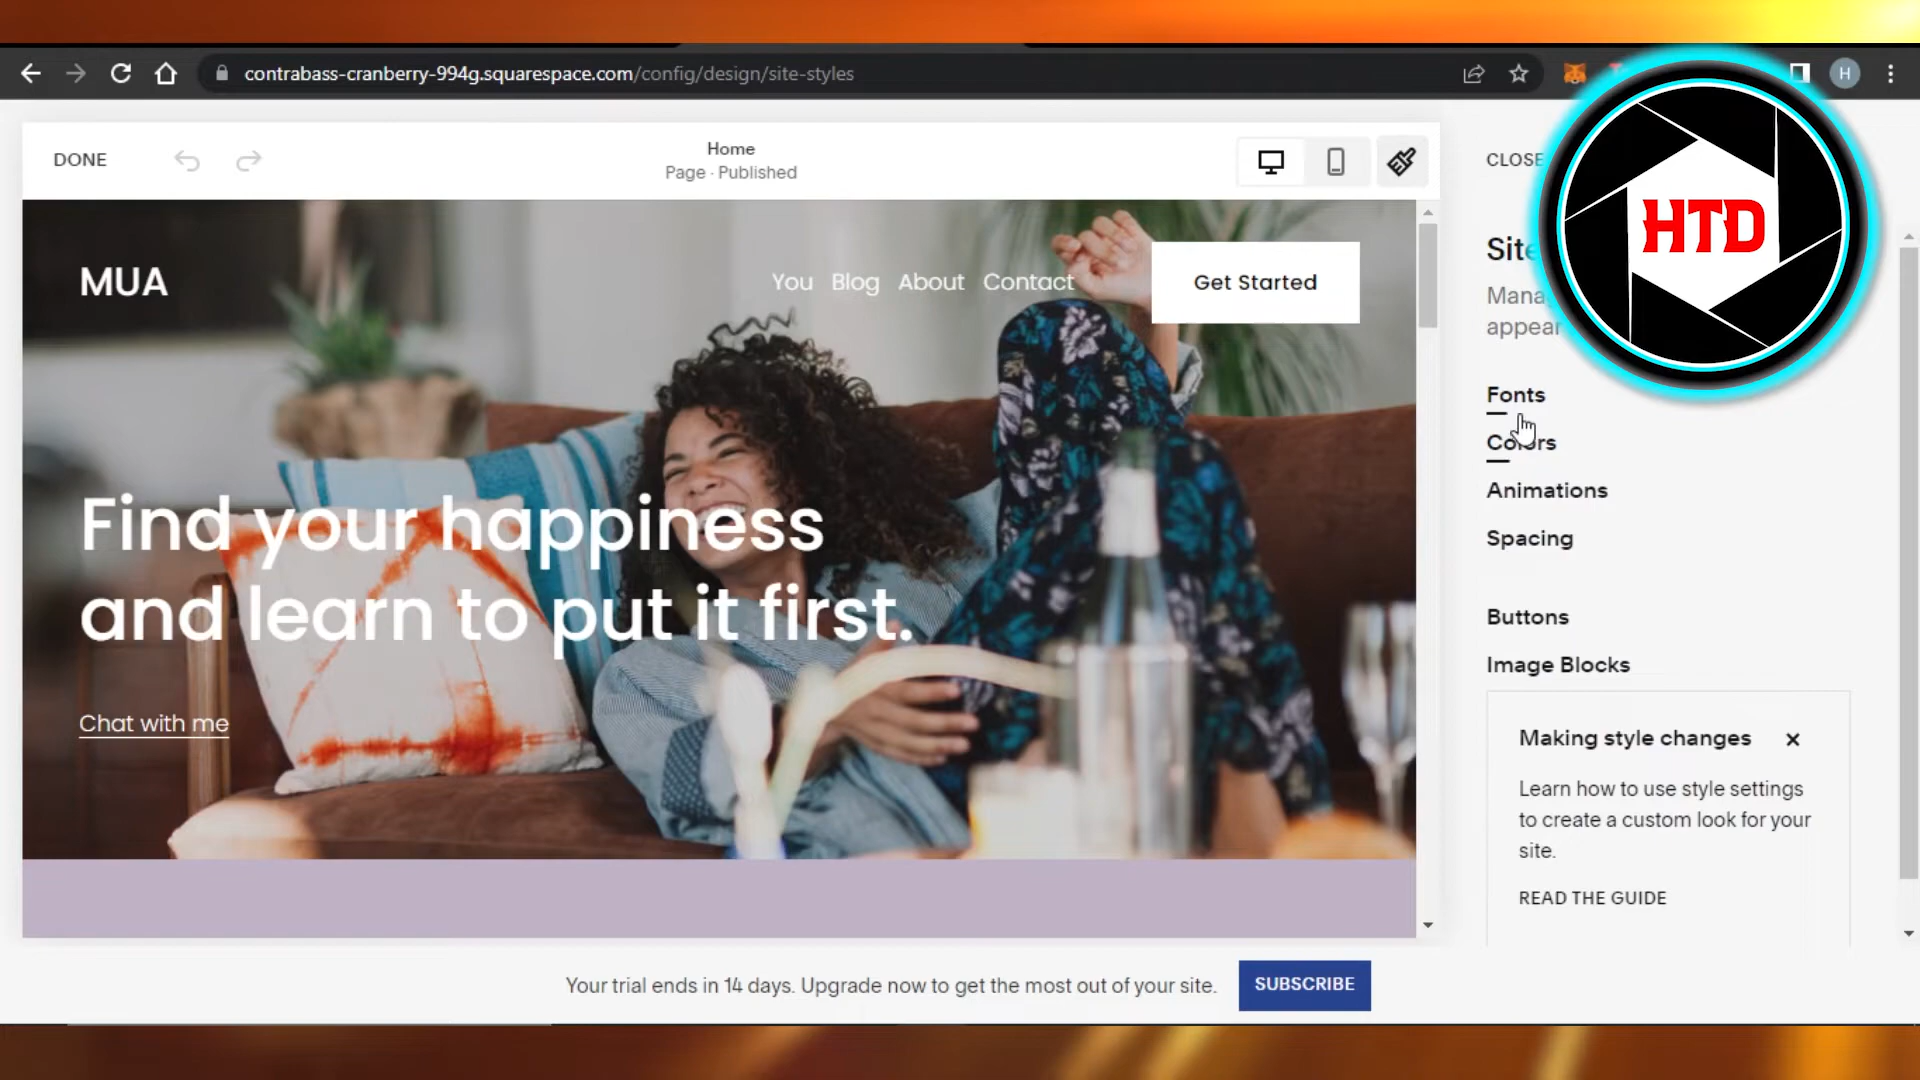 contrabass-cranberry-994g.squarespace.com/config/design/site-styles
H
DONE
Home
Page · Published
CLOSE
HTD
MUA
You Blog About Contact
Get Started
Find your happiness
and learn to put it first.
Chat with me
Site
Fonts
Colors
Animations
Spacing
Buttons
Image Blocks
Making style changes
Learn how to use style settings
to create a custom look for your
site.
READ THE GUIDE
Your trial ends in 14 days. Upgrade now to get the most out of your site.
SUBSCRIBE